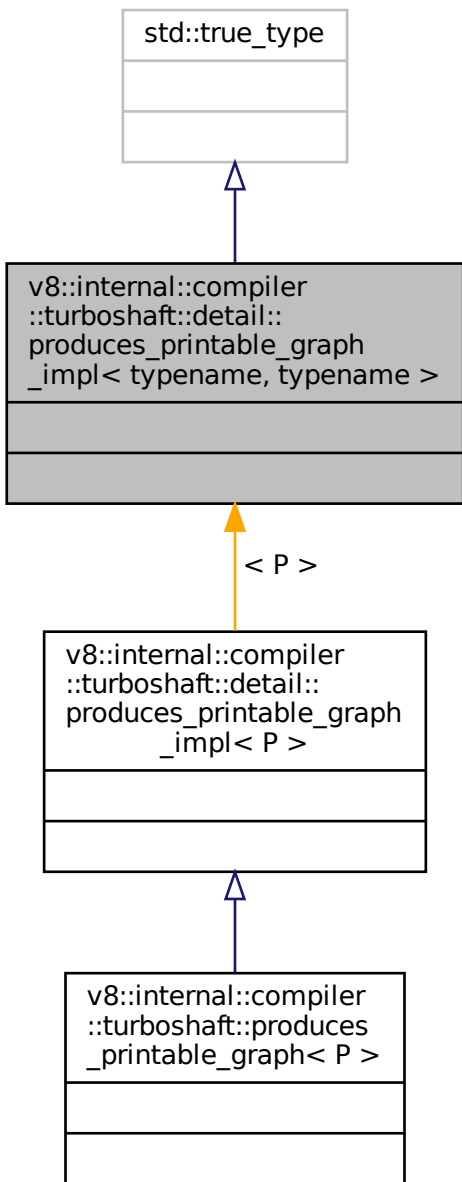 std::true_type
v8::internal::compiler
::turboshaft::detail::
produces_printable_graph
_impl< typename, typename >
< P >
v8::internal::compiler
::turboshaft::detail::
produces_printable_graph
_impl< P >
v8::internal::compiler
::turboshaft::produces
_printable_graph< P >